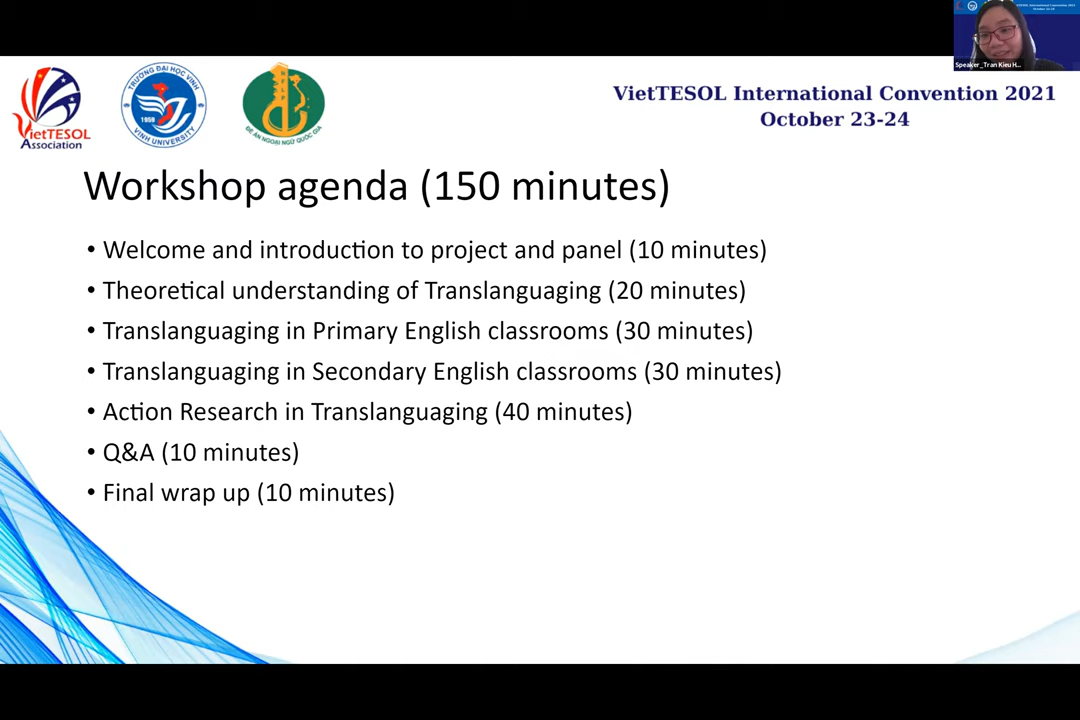 VietTESOL
Association
TRƯỜNG ĐẠI HỌC VINH
1959
VINH UNIVERSITY
ĐỀ ÁN NGOẠI NGỮ QUỐC GIA
VietTESOL International Convention 2021
October 23-24
Speaker_Tran Kieu H...
Workshop agenda (150 minutes)
• Welcome and introduction to project and panel (10 minutes)
• Theoretical understanding of Translanguaging (20 minutes)
• Translanguaging in Primary English classrooms (30 minutes)
• Translanguaging in Secondary English classrooms (30 minutes)
• Action Research in Translanguaging (40 minutes)
• Q&A (10 minutes)
• Final wrap up (10 minutes)